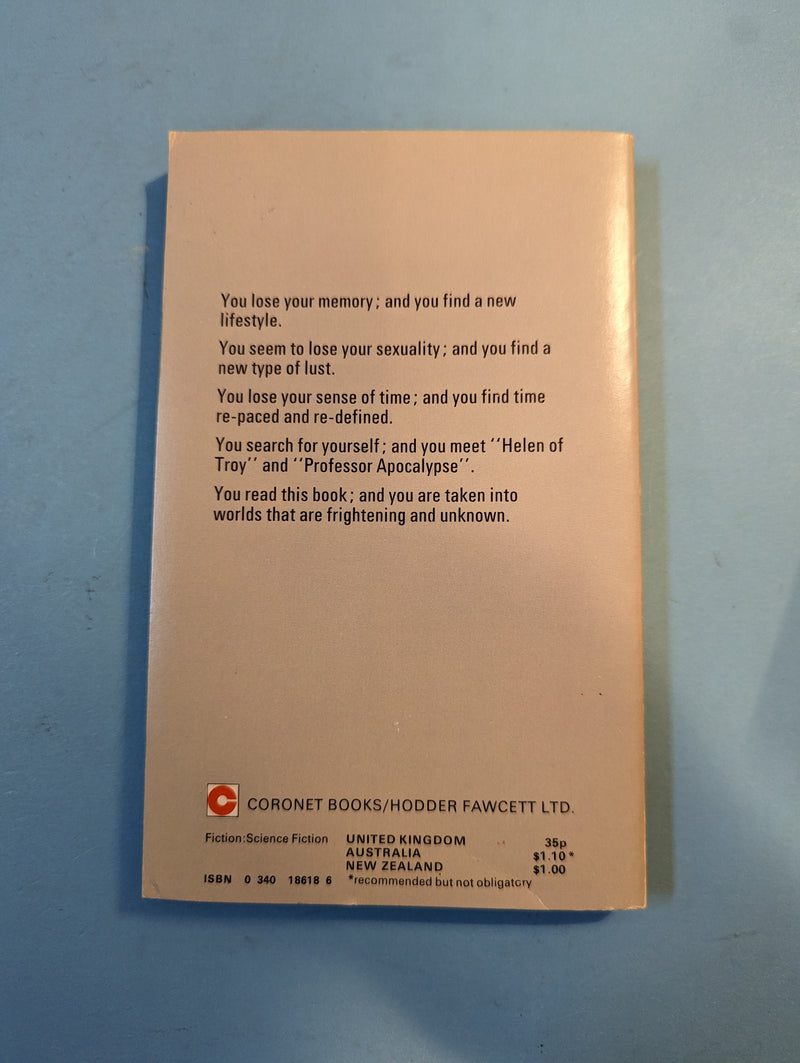 You lose your memory; and you find a new
lifestyle.
You seem to lose your sexuality; and you find a
new type of lust.
You lose your sense of time; and you find time
re-paced and re-defined.
You search for yourself; and you meet ''Helen of
Troy'' and ''Professor Apocalypse''.
You read this book; and you are taken into
worlds that are frightening and unknown.
CORONET BOOKS/HODDER FAWCETT LTD.
Fiction:Science Fiction UNITED KINGDOM 35p
AUSTRALIA $1.10*
NEW ZEALAND $1.00
ISBN 0 340 18618 6 *recommended but not obligatory